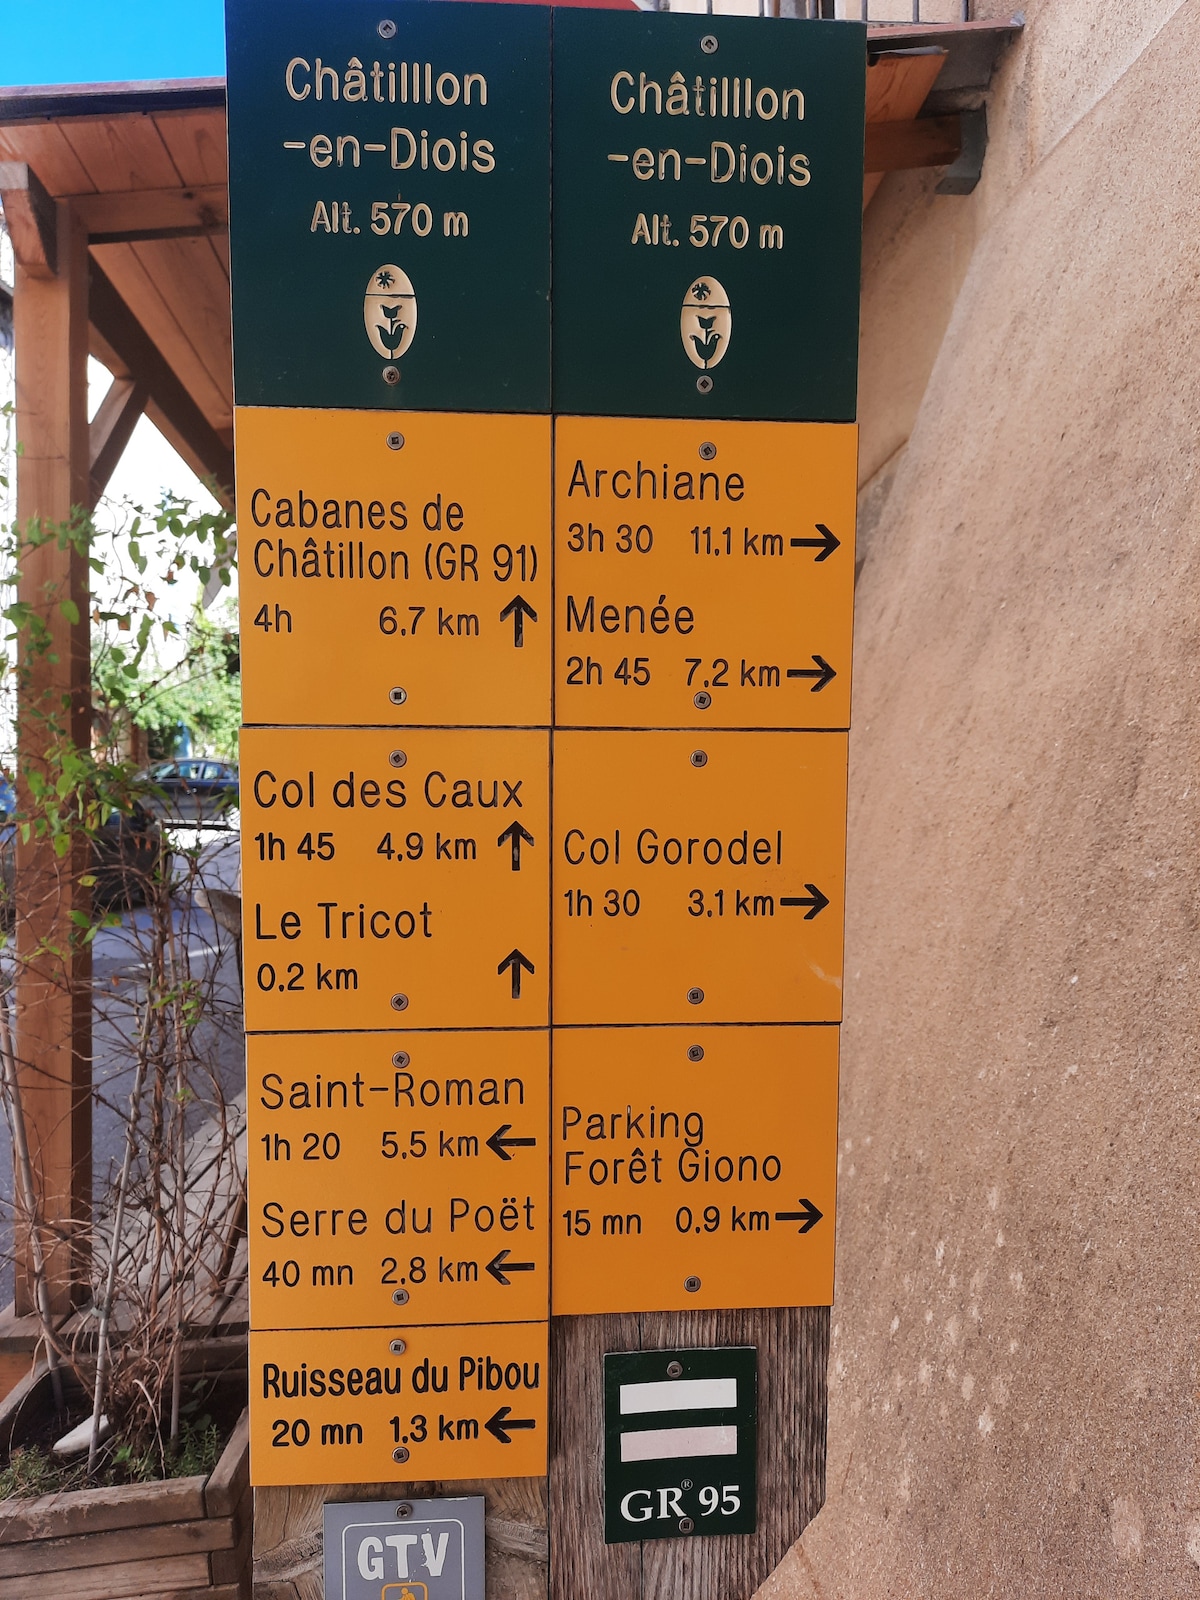 Châtilllon
-en-Diois
Alt. 570 m
Cabanes de
Châtillon (GR 91)
4h 6.7 km ↑
Col des Caux
1h 45 4.9 km ↑
Le Tricot
0.2 km ↑
Saint-Roman
1h 20 5.5 km ←
Serre du Poët
40 mn 2.8 km ←
Ruisseau du Pibou
20 mn 1.3 km ←
GTV
Châtilllon
-en-Diois
Alt. 570 m
Archiane
3h 30 11.1 km →
Menée
2h 45 7.2 km →
Col Gorodel
1h 30 3.1 km →
Parking
Forêt Giono
15 mn 0.9 km →
GR® 95